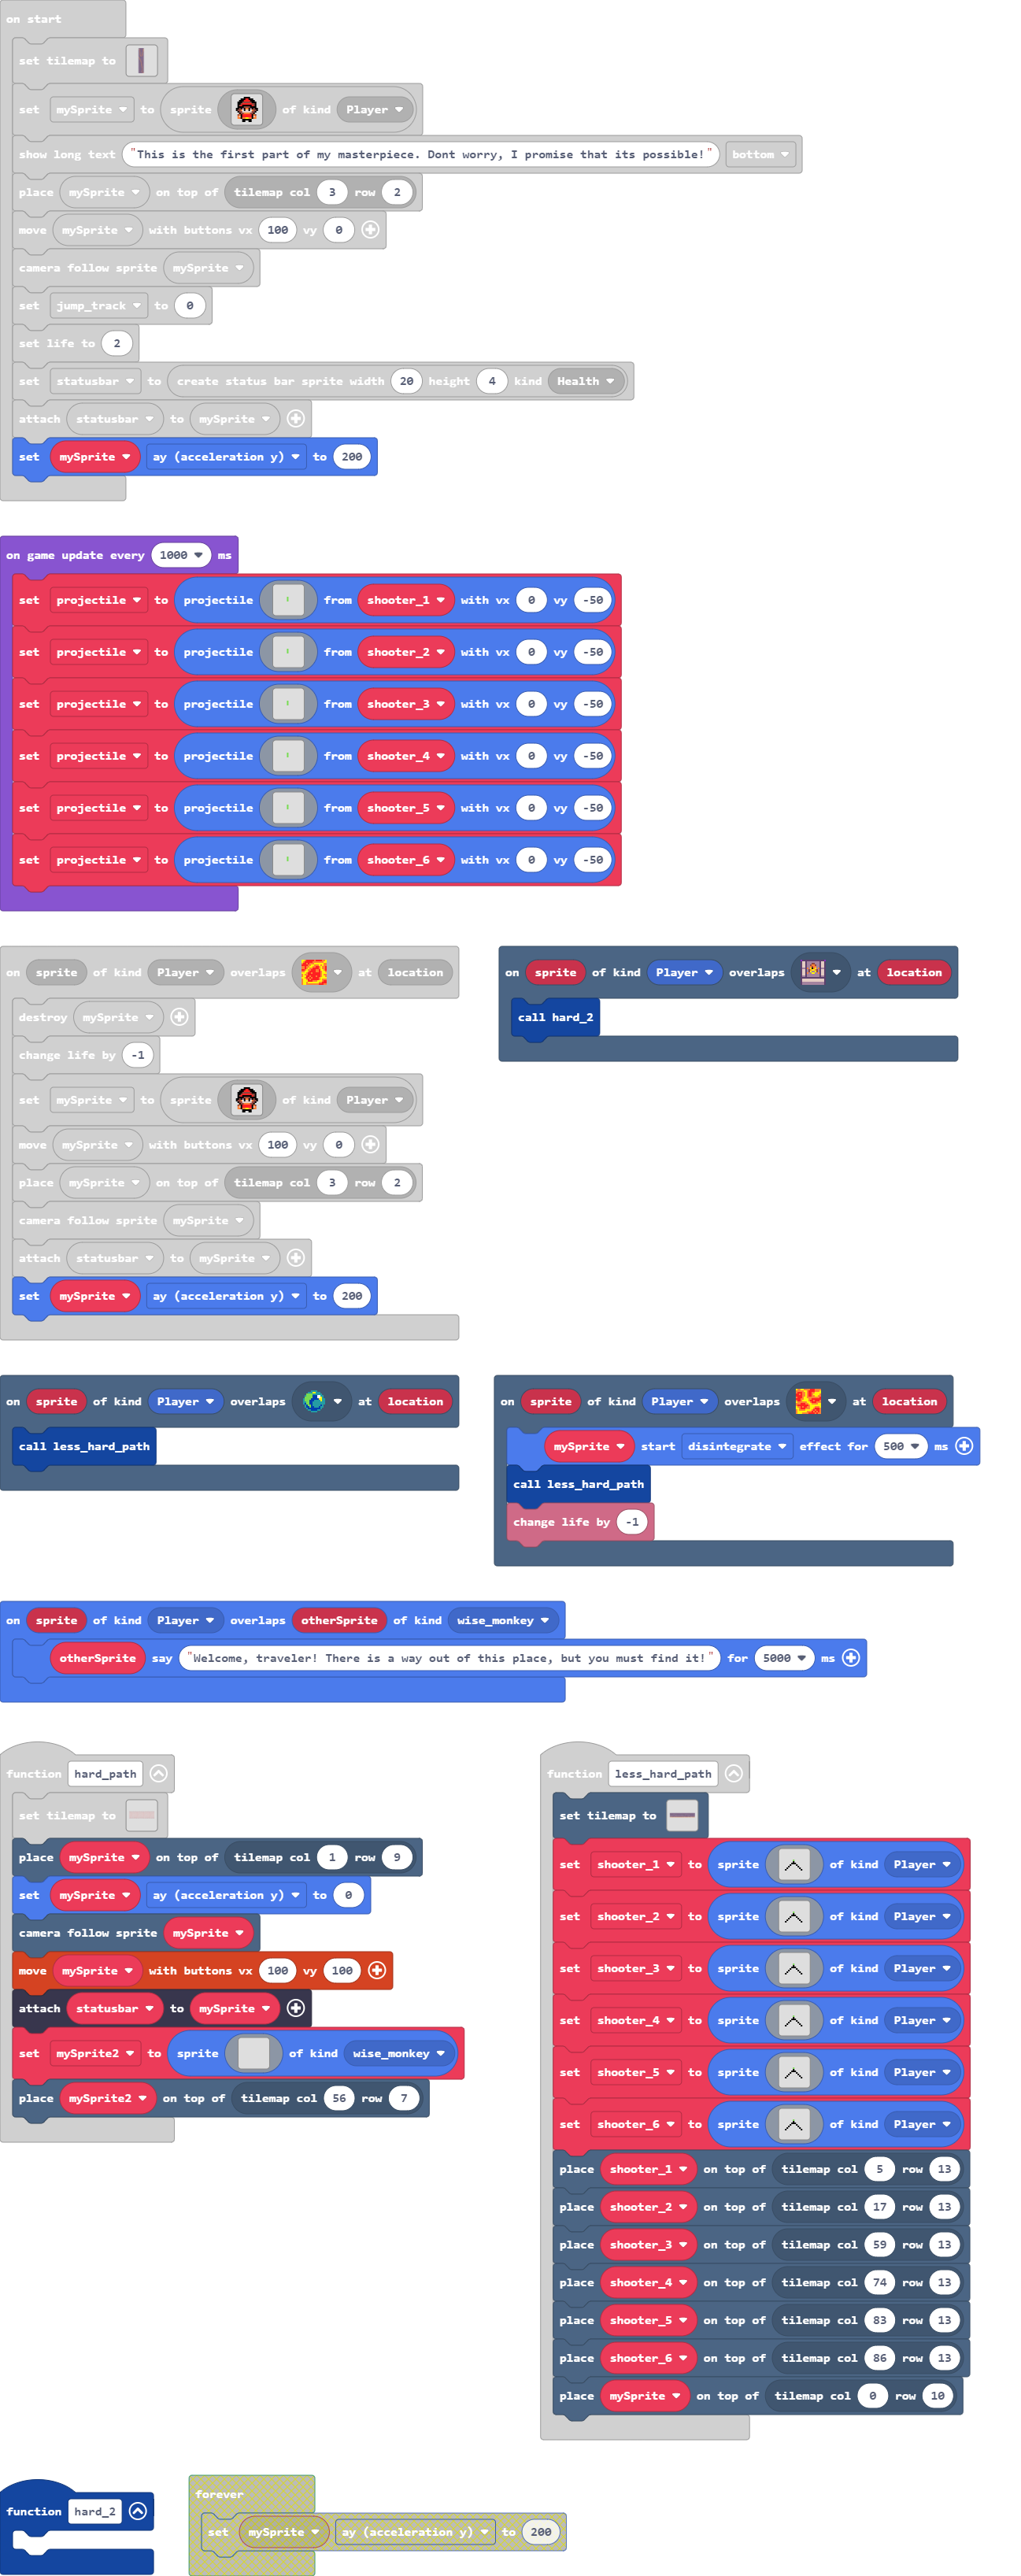 on start
set tilemap to
set mySprite to sprite of kind Player
show long text "This is the first part of my masterpiece. Dont worry, I promise that its possible!" bottom
place mySprite on top of tilemap col 3 row 2
move mySprite with buttons vx 100 vy 0
camera follow sprite mySprite
set jump_track to 0
set life to 2
set statusbar to create status bar sprite width 20 height 4 kind Health
attach statusbar to mySprite
set mySprite ay (acceleration y) to 200
on game update every 1000 ms
set projectile to projectile from shooter_1 with vx 0 vy -50
set projectile to projectile from shooter_2 with vx 0 vy -50
set projectile to projectile from shooter_3 with vx 0 vy -50
set projectile to projectile from shooter_4 with vx 0 vy -50
set projectile to projectile from shooter_5 with vx 0 vy -50
set projectile to projectile from shooter_6 with vx 0 vy -50
on sprite of kind Player overlaps at location
destroy mySprite
change life by -1
set mySprite to sprite of kind Player
move mySprite with buttons vx 100 vy 0
place mySprite on top of tilemap col 3 row 2
camera follow sprite mySprite
attach statusbar to mySprite
set mySprite ay (acceleration y) to 200
on sprite of kind Player overlaps at location
call hard_2
on sprite of kind Player overlaps at location
call less_hard_path
on sprite of kind Player overlaps at location
mySprite start disintegrate effect for 500 ms
call less_hard_path
change life by -1
on sprite of kind Player overlaps otherSprite of kind wise_monkey
otherSprite say "Welcome, traveler! There is a way out of this place, but you must find it!" for 5000 ms
function hard_path
set tilemap to
place mySprite on top of tilemap col 1 row 9
set mySprite ay (acceleration y) to 0
camera follow sprite mySprite
move mySprite with buttons vx 100 vy 100
attach statusbar to mySprite
set mySprite2 to sprite of kind wise_monkey
place mySprite2 on top of tilemap col 56 row 7
function less_hard_path
set tilemap to
set shooter_1 to sprite of kind Player
set shooter_2 to sprite of kind Player
set shooter_3 to sprite of kind Player
set shooter_4 to sprite of kind Player
set shooter_5 to sprite of kind Player
set shooter_6 to sprite of kind Player
place shooter_1 on top of tilemap col 5 row 13
place shooter_2 on top of tilemap col 17 row 13
place shooter_3 on top of tilemap col 59 row 13
place shooter_4 on top of tilemap col 74 row 13
place shooter_5 on top of tilemap col 83 row 13
place shooter_6 on top of tilemap col 86 row 13
place mySprite on top of tilemap col 0 row 10
function hard_2
forever
set mySprite ay (acceleration y) to 200